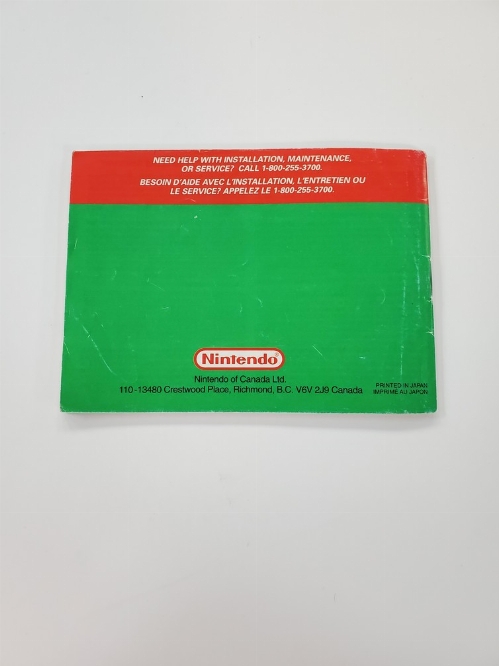 NEED HELP WITH INSTALLATION, MAINTENANCE,
OR SERVICE? CALL 1-800-255-3700.
BESOIN D'AIDE AVEC L'INSTALLATION, L'ENTRETIEN OU
LE SERVICE? APPELEZ LE 1-800-255-3700.
Nintendo
Nintendo of Canada Ltd.
110-13480 Crestwood Place, Richmond, B.C. V6V 2J9 Canada
PRINTED IN JAPAN
IMPRIMÉ AU JAPON